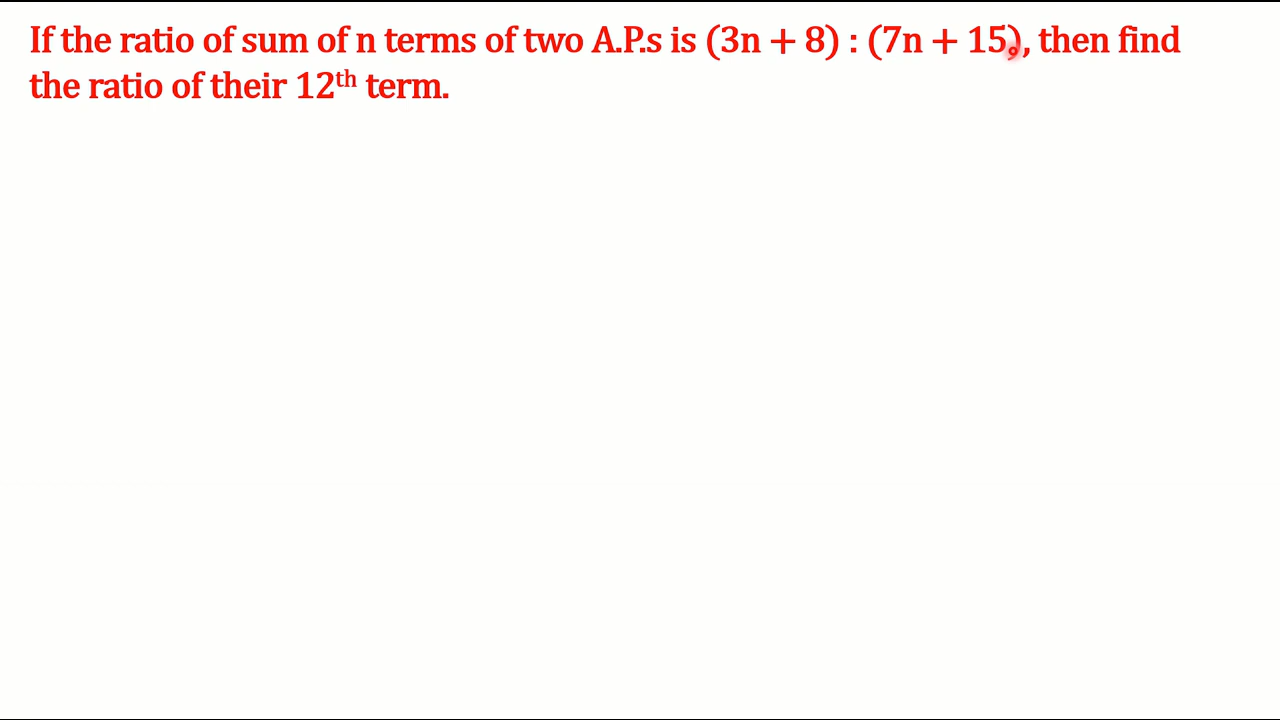 If the ratio of sum of n terms of two A.P.s is (3n + 8) : (7n + 15), then find
the ratio of their 12th term.